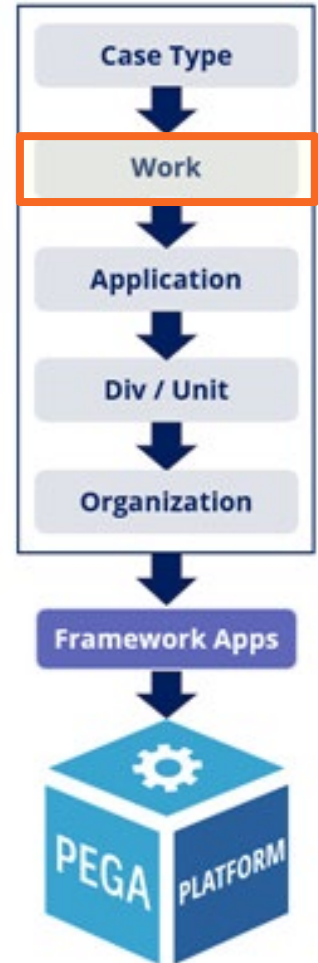 Case Type
Work
Application
Div / Unit
Organization
Framework Apps
PEGA
PLATFORM